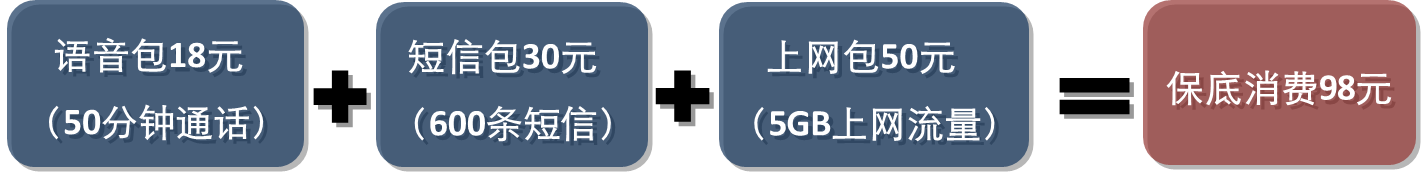 语音包18元
（50分钟通话）
短信包30元
（600条短信）
上网包50元
（5GB上网流量）
保底消费98元